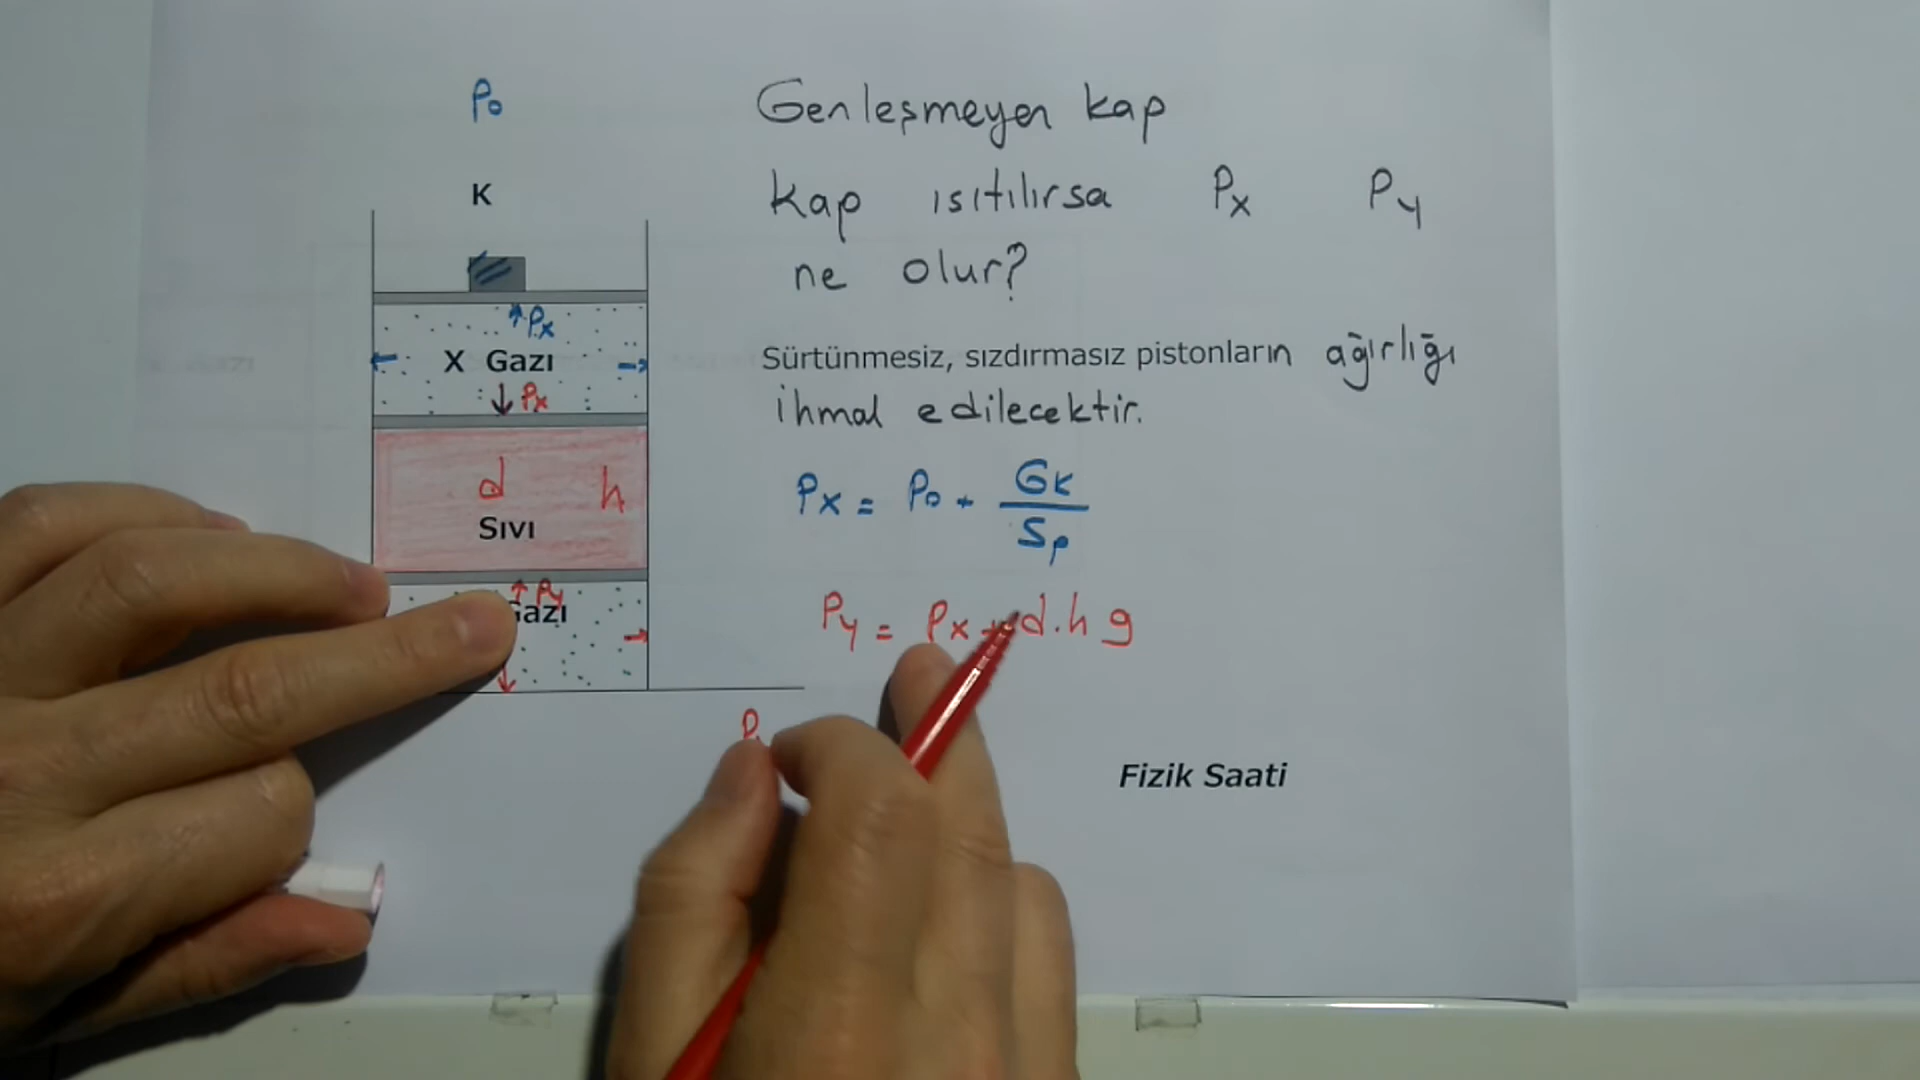 P₀
K
Px
X Gazı
Px
d h
Sıvı
Py
Gazı
P
Genleşmeyen kap
Kap ısıtılırsa Px Py
ne olur?
Sürtünmesiz, sızdırmasız pistonların ağırlığı
ihmal edilecektir.
Px = P₀ + GK / Sp
Py = Px + d.h g
Fizik Saati